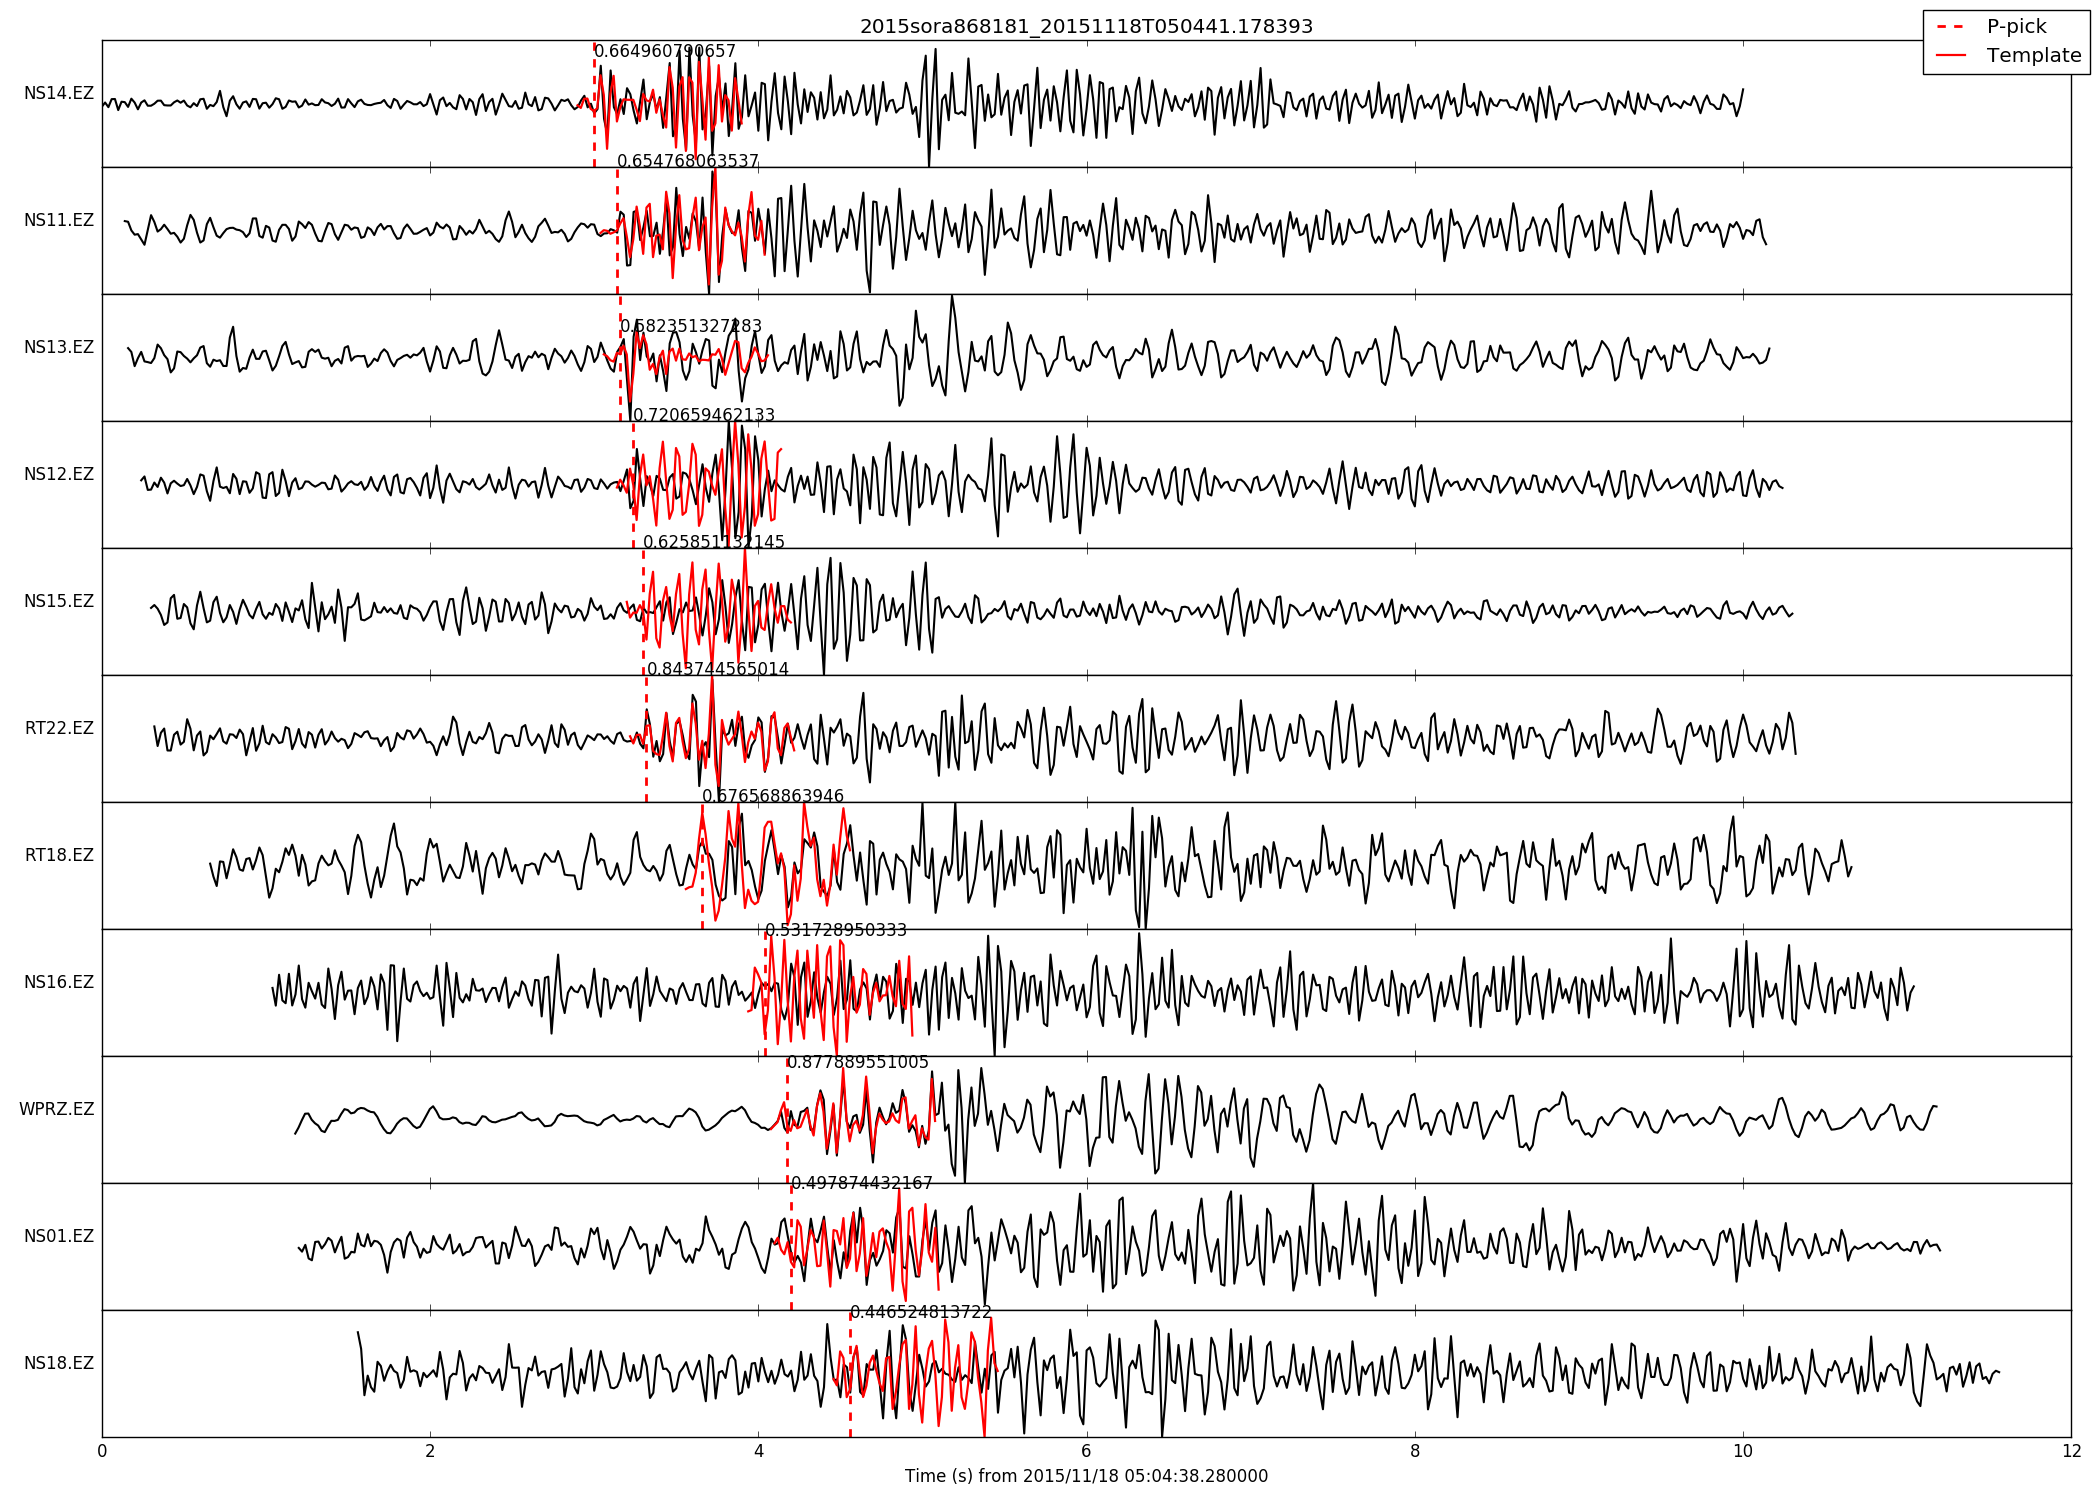 2015sora868181_20151118T050441.178393
P-pick
Template
NS14.EZ
0.664960790657
NS11.EZ
0.654768063537
NS13.EZ
0.582351327283
NS12.EZ
0.720659462133
NS15.EZ
0.625851132145
RT22.EZ
0.843744565014
RT18.EZ
0.676568863946
NS16.EZ
0.531728950333
WPRZ.EZ
0.877889551005
NS01.EZ
0.497874432167
NS18.EZ
0.446524813722
0 2 4 6 8 10 12
Time (s) from 2015/11/18 05:04:38.280000